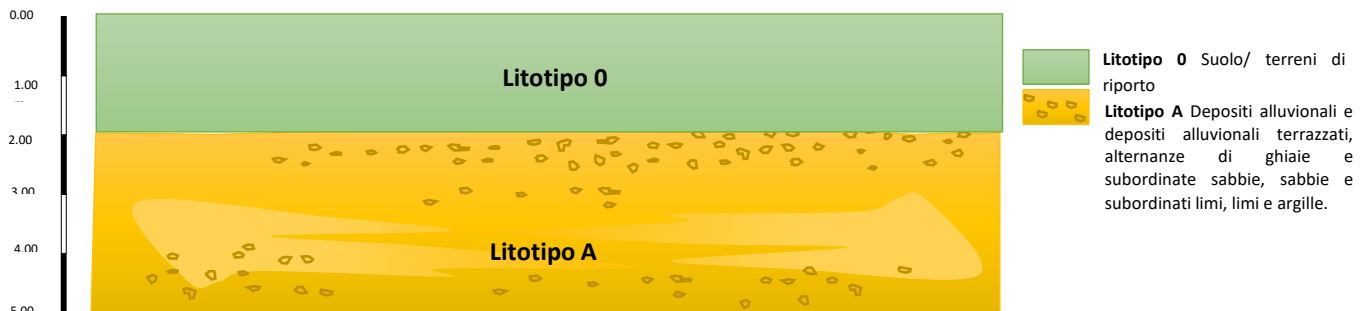 0.00
1.00
2.00
3.00
4.00
5.00
Litotipo 0
Litotipo A
Litotipo 0 Suolo/ terreni di
riporto
Litotipo A Depositi alluvionali e
depositi alluvionali terrazzati,
alternanze di ghiaie e
subordinate sabbie, sabbie e
subordinati limi, limi e argille.